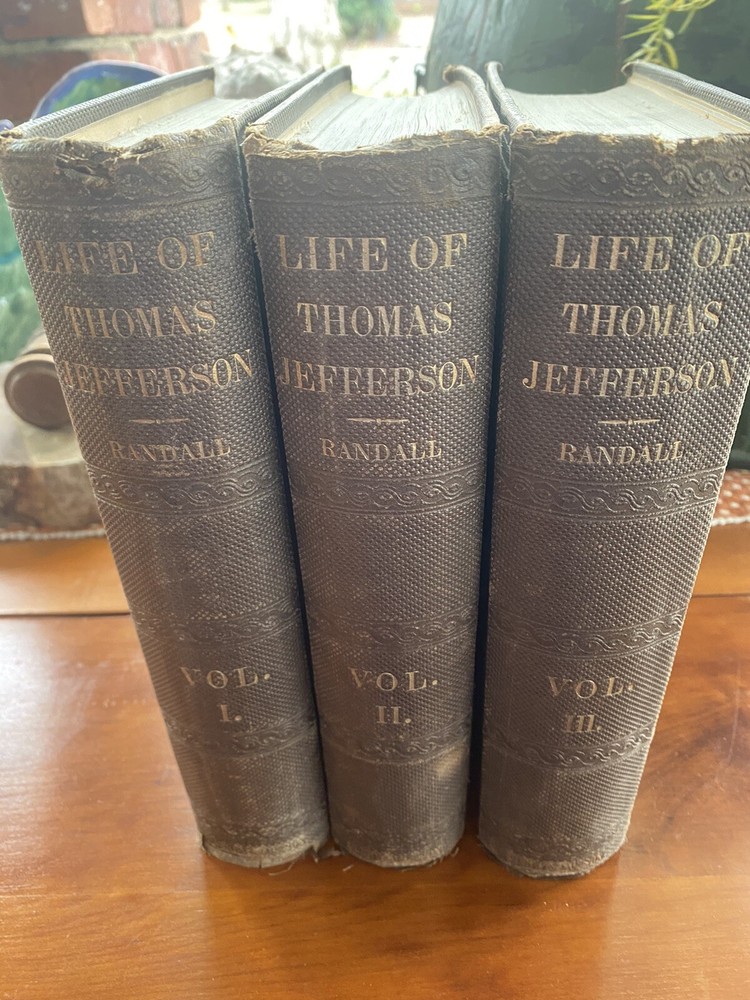 LIFE OF
THOMAS
JEFFERSON
RANDALL
VOL.
I.
LIFE OF
THOMAS
JEFFERSON
RANDALL
VOL.
II.
LIFE OF
THOMAS
JEFFERSON
RANDALL
VOL.
III.